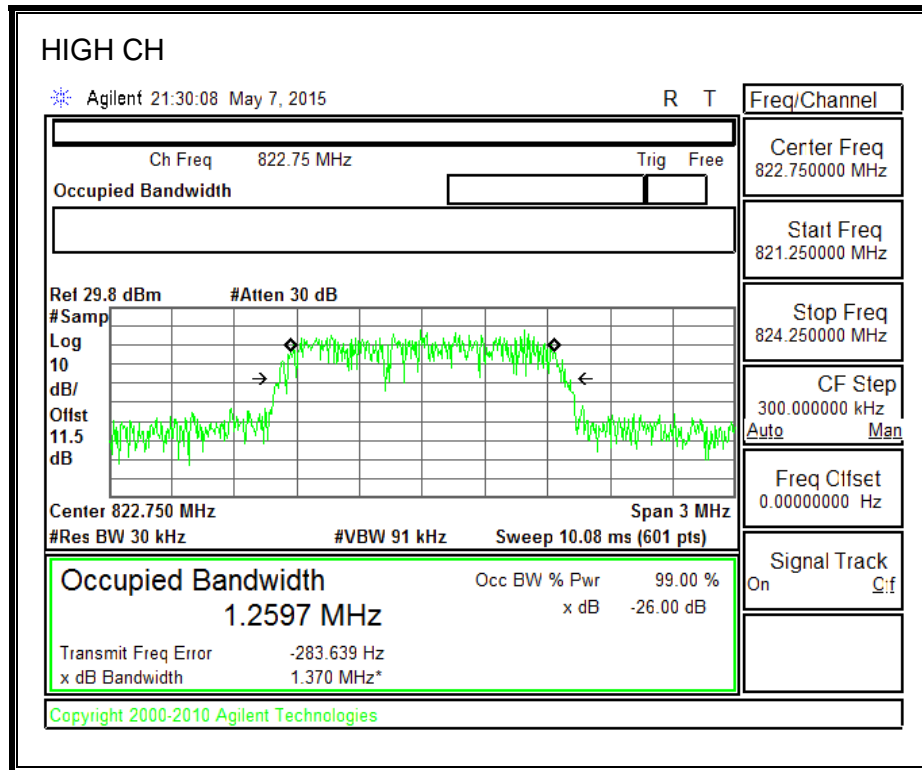 HIGH CH
Agilent 21:30:08 May 7, 2015 R T
Freq/Channel
Ch Freq 822.75 MHz Trig Free
Occupied Bandwidth
Center Freq
822.750000 MHz
Start Freq
821.250000 MHz
Stop Freq
824.250000 MHz
CF Step
300.000000 kHz
Auto Man
Freq Offset
0.00000000 Hz
Signal Track
On Off
Ref 29.8 dBm #Atten 30 dB
#Samp
Log
10
dB/
Offst
11.5
dB
Center 822.750 MHz Span 3 MHz
#Res BW 30 kHz #VBW 91 kHz Sweep 10.08 ms (601 pts)
Occupied Bandwidth Occ BW % Pwr 99.00 %
1.2597 MHz x dB -26.00 dB
Transmit Freq Error -283.639 Hz
x dB Bandwidth 1.370 MHz*
Copyright 2000-2010 Agilent Technologies